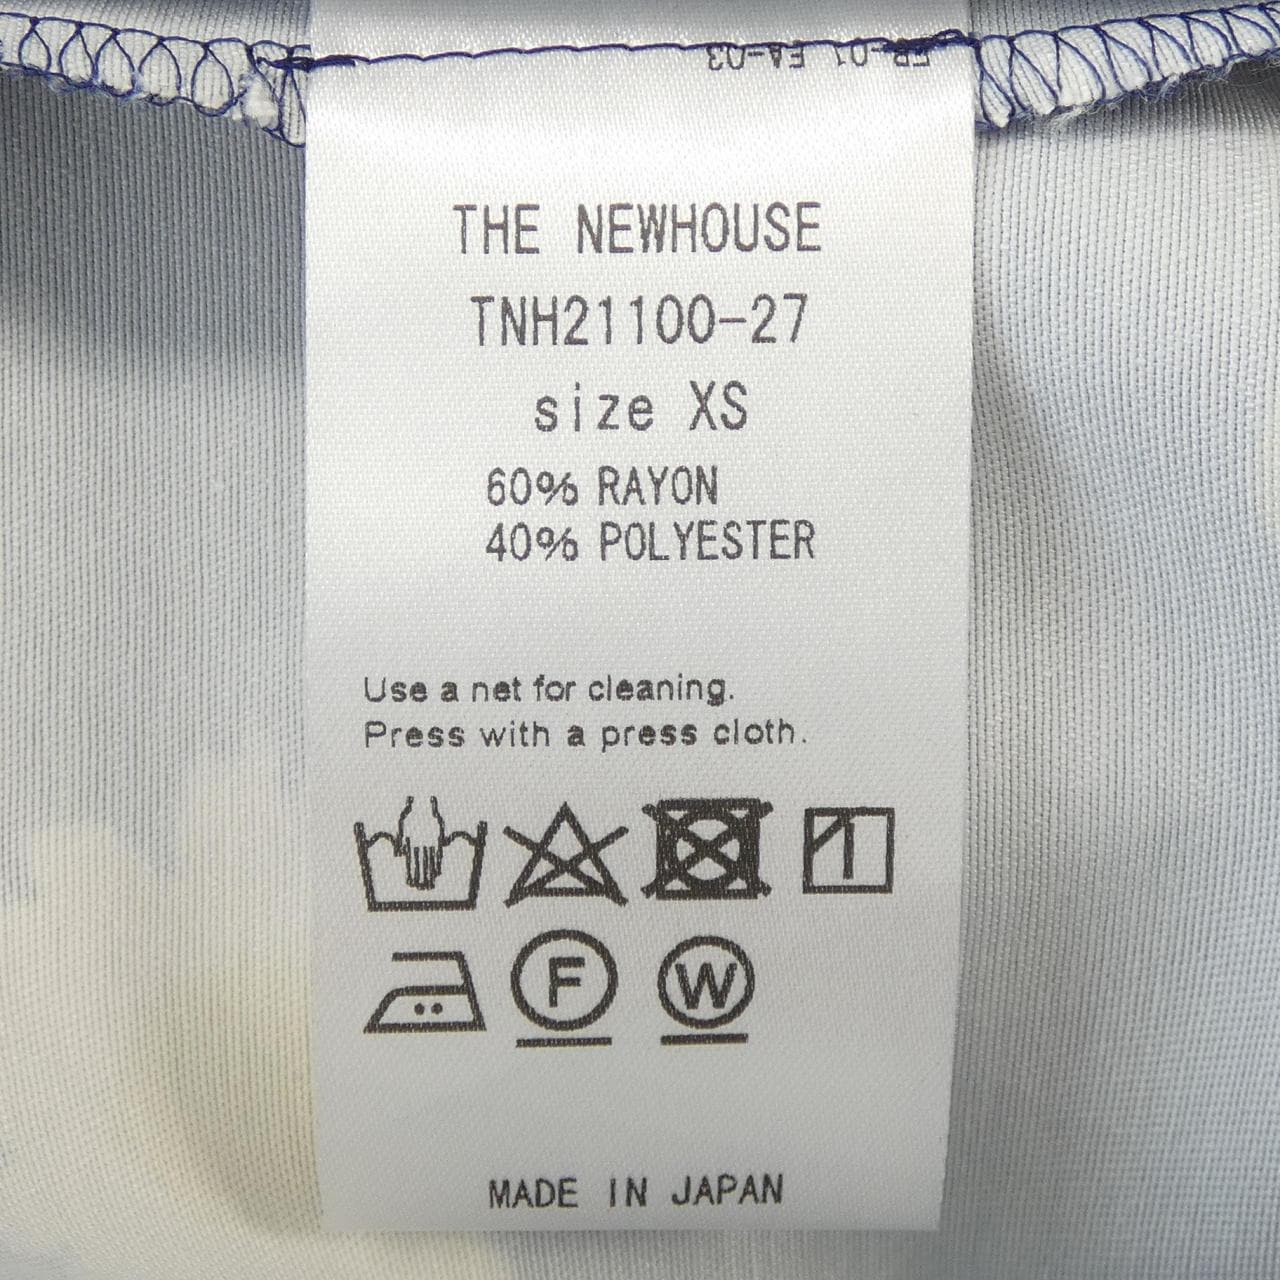 THE NEWHOUSE
TNH21100-27
size XS
60% RAYON
40% POLYESTER
Use a net for cleaning.
Press with a press cloth.
F W
MADE IN JAPAN